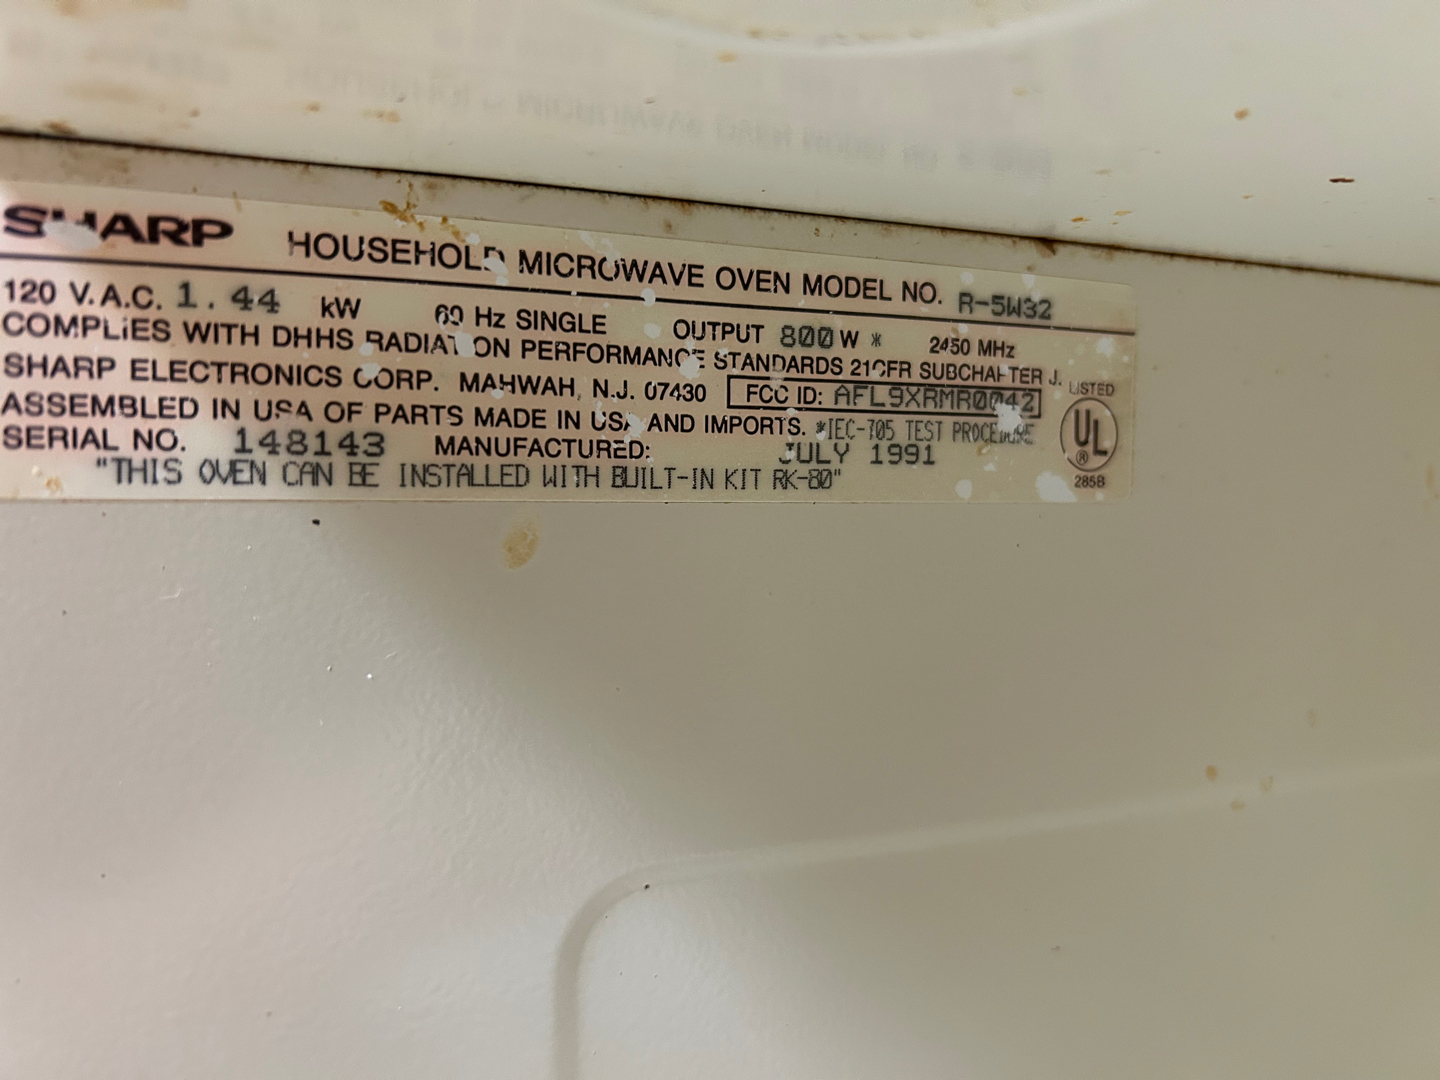 SHARP HOUSEHOLD MICROWAVE OVEN MODEL NO. R-5W32
120 V.A.C. 1.44 kW 60 Hz SINGLE OUTPUT 800 W * 2450 MHz
COMPLIES WITH DHHS RADIATION PERFORMANCE STANDARDS 21CFR SUBCHAPTER J.
SHARP ELECTRONICS CORP. MAHWAH, N.J. 07430 FCC ID: AFL9XRMR0042
ASSEMBLED IN USA OF PARTS MADE IN USA AND IMPORTS. *IEC-705 TEST PROCEDURE
SERIAL NO. 148143 MANUFACTURED: JULY 1991
"THIS OVEN CAN BE INSTALLED WITH BUILT-IN KIT RK-80"
LISTED
UL
®
285B